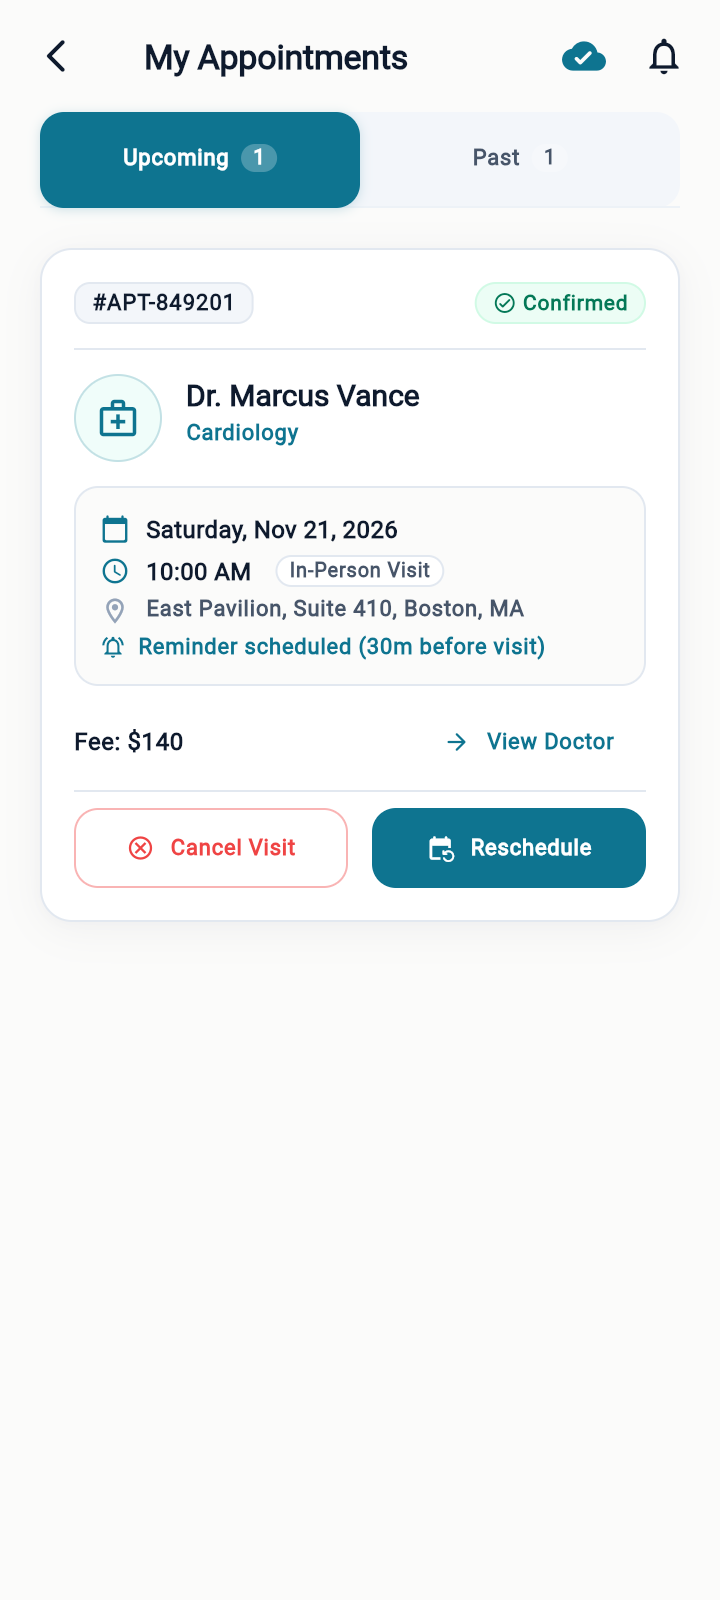 My Appointments
Upcoming 1
Past 1
#APT-849201
Confirmed
Dr. Marcus Vance
Cardiology
Saturday, Nov 21, 2026
10:00 AM In-Person Visit
East Pavilion, Suite 410, Boston, MA
Reminder scheduled (30m before visit)
Fee: $140
View Doctor
Cancel Visit
Reschedule